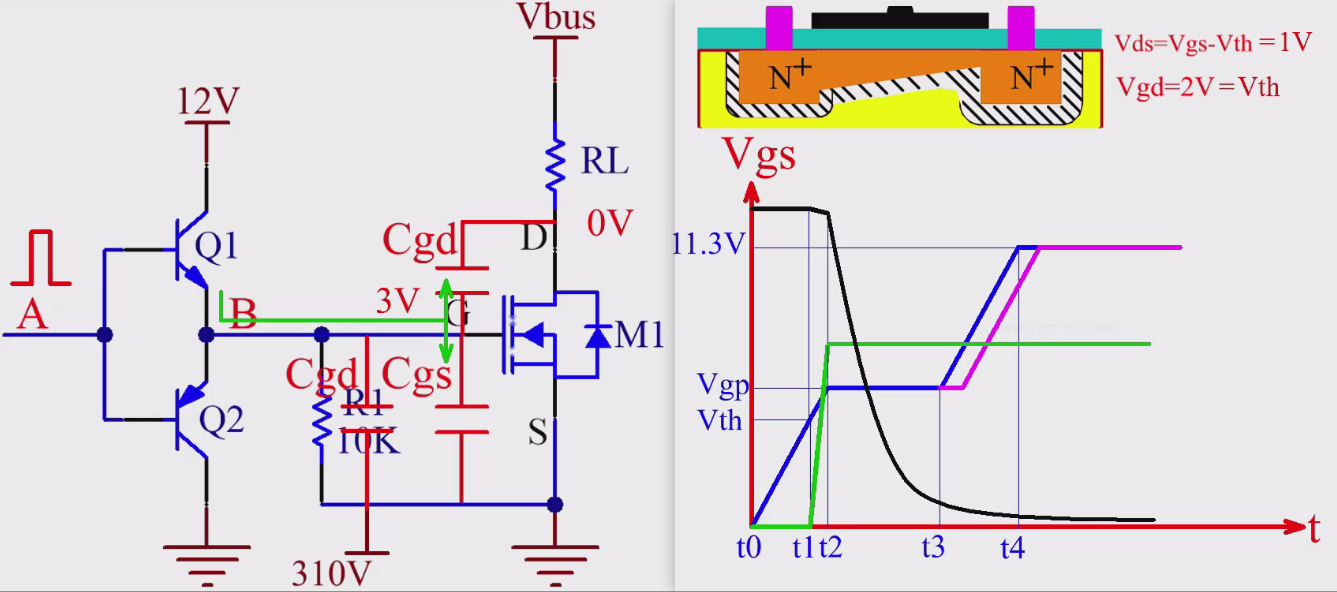 Vbus
12V
RL
Q1
Cgd
D
0V
A
B
3V
G
M1
Cgd
Cgs
R1
10K
Q2
S
310V
N+
N+
Vds=Vgs-Vth=1V
Vgd=2V=Vth
Vgs
11.3V
Vgp
Vth
t0
t1
t2
t3
t4
t